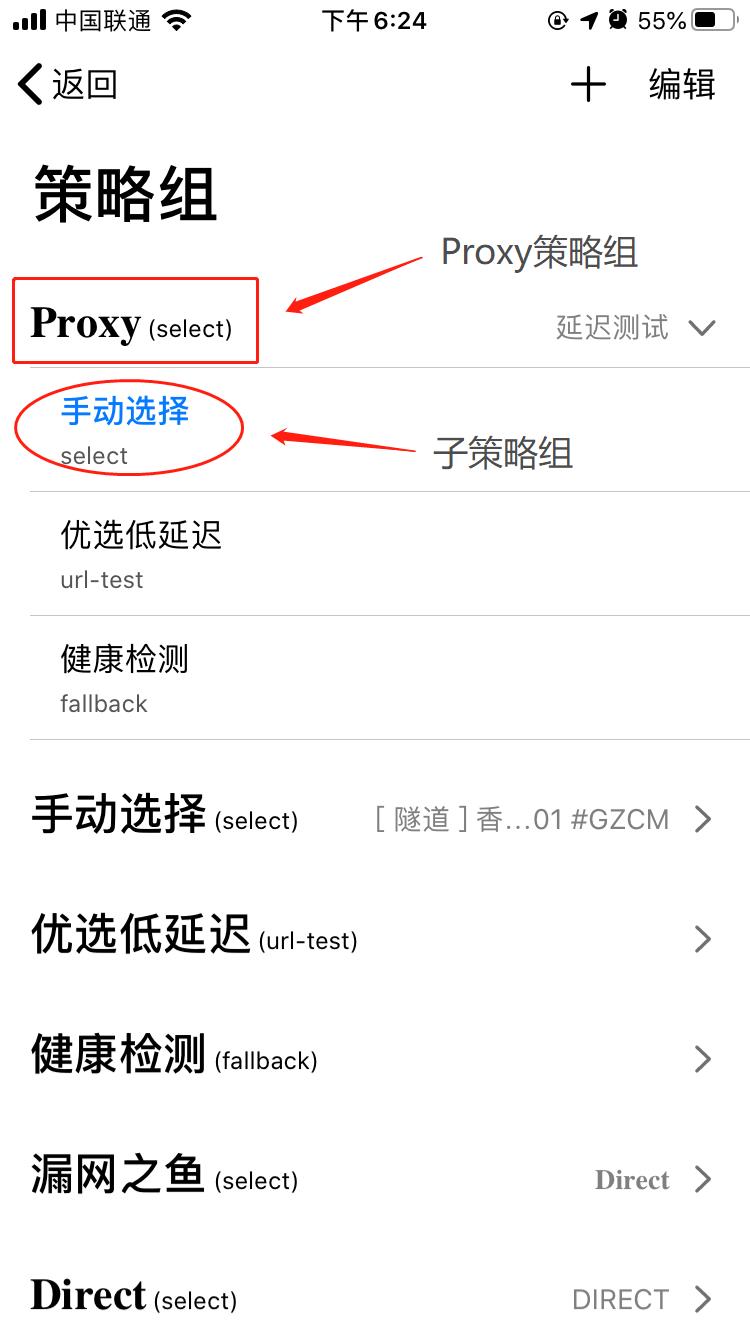 中国联通 下午6:24 55%
返回 编辑
策略组
Proxy策略组
Proxy (select) 延迟测试
手动选择
select
子策略组
优选低延迟
url-test
健康检测
fallback
手动选择 (select) [ 隧道 ] 香...01 #GZCM
优选低延迟 (url-test)
健康检测 (fallback)
漏网之鱼 (select) Direct
Direct (select) DIRECT